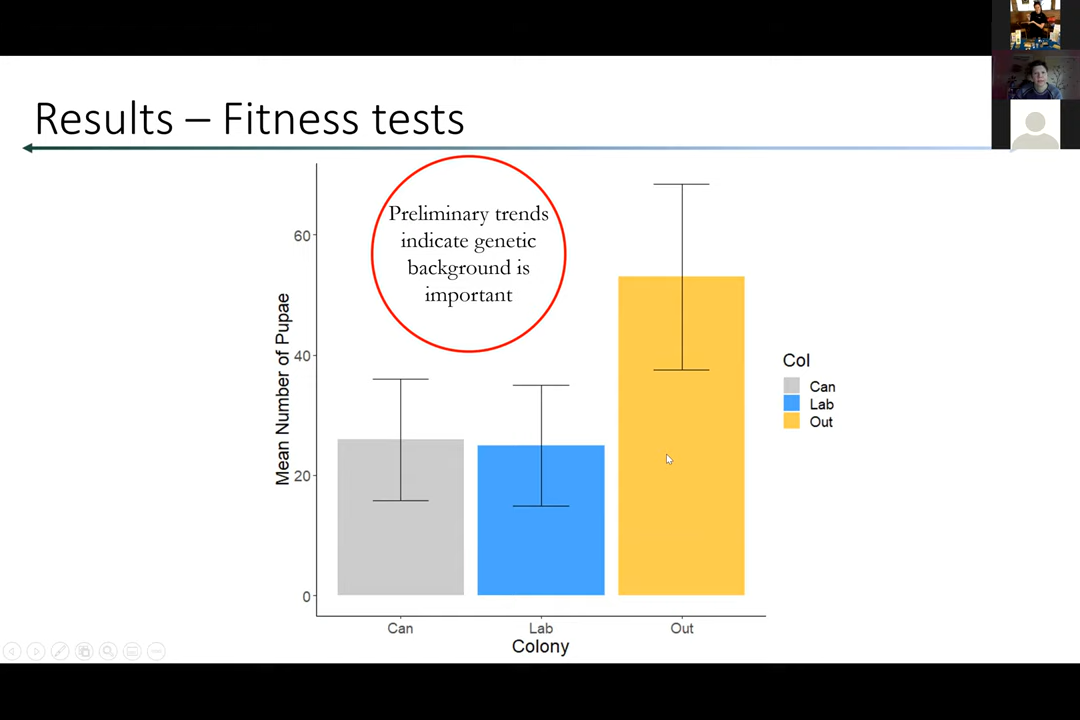 Results – Fitness tests
Preliminary trends
indicate genetic
background is
important
Mean Number of Pupae
60
40
20
0
Can
Lab
Out
Colony
Col
Can
Lab
Out